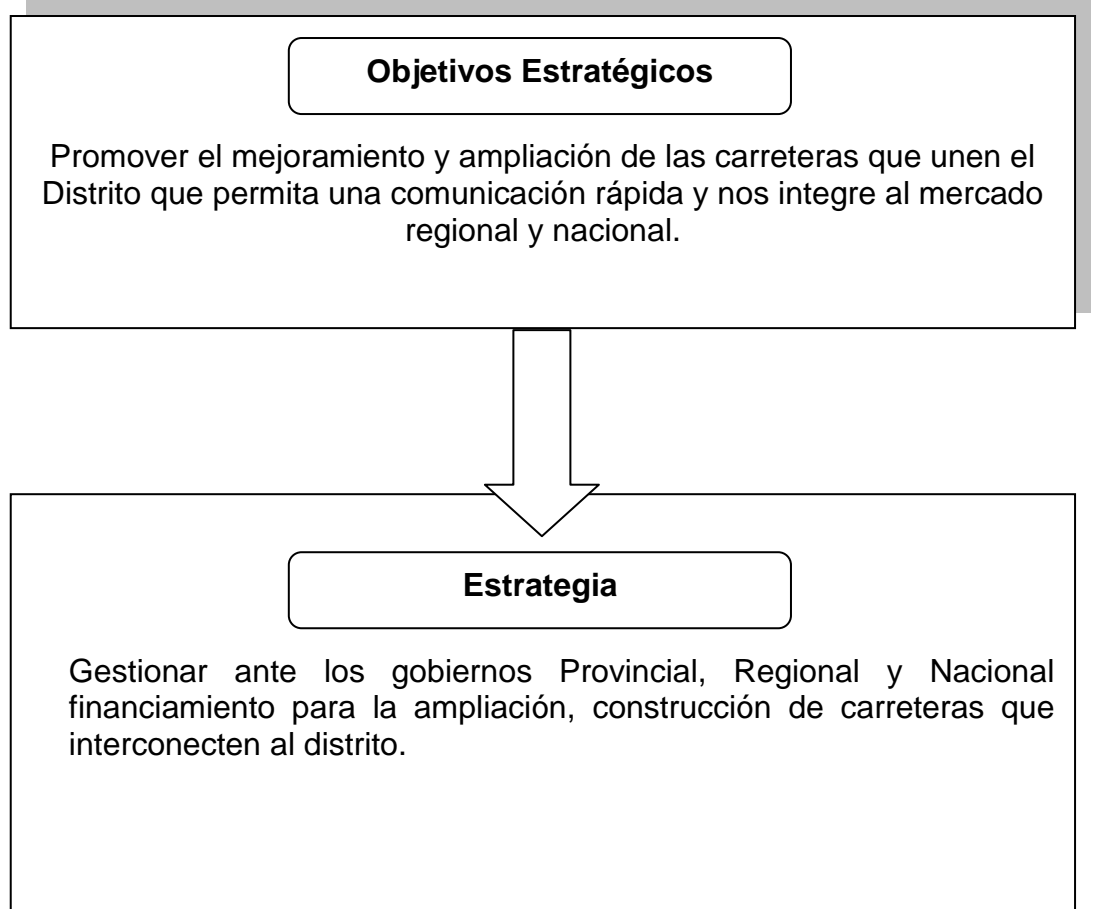 Objetivos Estratégicos
Promover el mejoramiento y ampliación de las carreteras que unen el
Distrito que permita una comunicación rápida y nos integre al mercado
regional y nacional.
Estrategia
Gestionar ante los gobiernos Provincial, Regional y Nacional
financiamiento para la ampliación, construcción de carreteras que
interconecten al distrito.